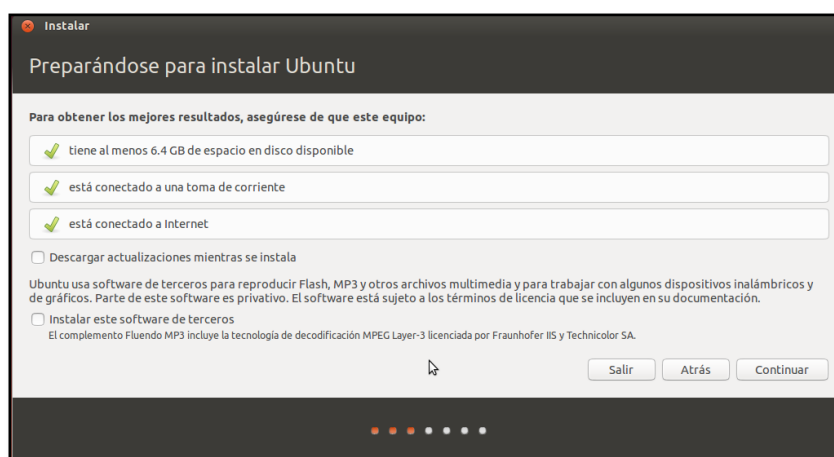 Instalar
Preparándose para instalar Ubuntu
Para obtener los mejores resultados, asegúrese de que este equipo:
tiene al menos 6.4 GB de espacio en disco disponible
está conectado a una toma de corriente
está conectado a Internet
Descargar actualizaciones mientras se instala
Ubuntu usa software de terceros para reproducir Flash, MP3 y otros archivos multimedia y para trabajar con algunos dispositivos inalámbricos y
de gráficos. Parte de este software es privativo. El software está sujeto a los términos de licencia que se incluyen en su documentación.
Instalar este software de terceros
El complemento Fluendo MP3 incluye la tecnología de decodificación MPEG Layer-3 licenciada por Fraunhofer IIS y Technicolor SA.
Salir Atrás Continuar